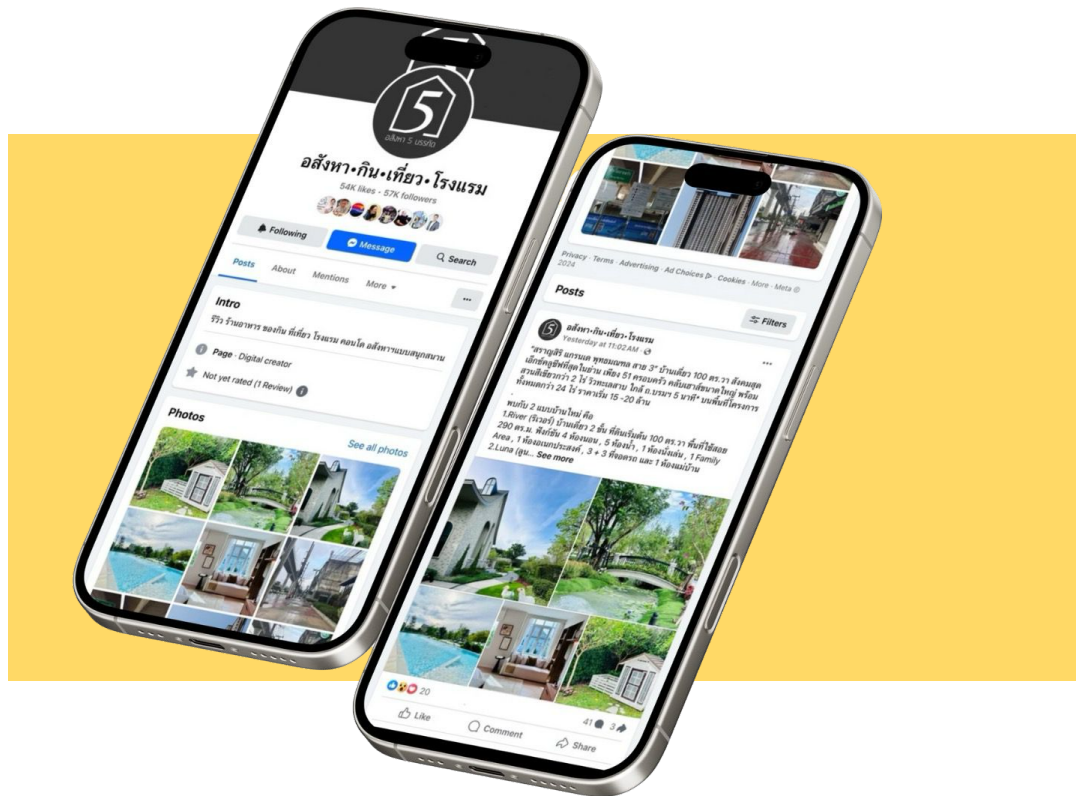 5
อสังหา 5 บรรทัด
อสังหา•กิน•เที่ยว•โรงแรม
54K likes • 57K followers
Following
Message
Search
Posts
About
Mentions
More
Intro
รีวิว ร้านอาหาร ของกิน ที่เที่ยว โรงแรม คอนโด อสังหาฯแบบสนุกสนาน
Page · Digital creator
Not yet rated (1 Review)
Photos
See all photos
Privacy · Terms · Advertising · Ad Choices · Cookies · More · Meta ©
2024
Posts
Filters
5
อสังหา•กิน•เที่ยว•โรงแรม
Yesterday at 11:02 AM
"สราญสิริ แกรนเด พุทธมณฑล สาย 3" บ้านเดี่ยว 100 ตร.วา สังคมสุด
เอ็กซ์คลูซีฟที่สุดในย่าน เพียง 51 ครอบครัว คลับเฮาส์ขนาดใหญ่ พร้อม
สวนสีเขียวกว่า 2 ไร่ วิวทะเลสาบ ใกล้ ถ.บรมฯ 5 นาที* บนพื้นที่โครงการ
ทั้งหมดกว่า 24 ไร่ ราคาเริ่ม 15 -20 ล้าน
.
พบกับ 2 แบบบ้านใหม่ คือ
1.River (ริเวอร์) บ้านเดี่ยว 2 ชั้น ที่ดินเริ่มต้น 100 ตร.วา พื้นที่ใช้สอย
290 ตร.ม. ฟังก์ชัน 4 ห้องนอน , 5 ห้องน้ำ , 1 ห้องนั่งเล่น , 1 Family
Area , 1 ห้องอเนกประสงค์ , 3 + 3 ที่จอดรถ และ 1 ห้องแม่บ้าน
2.Luna (ลูน... See more
20
41
3
Like
Comment
Share